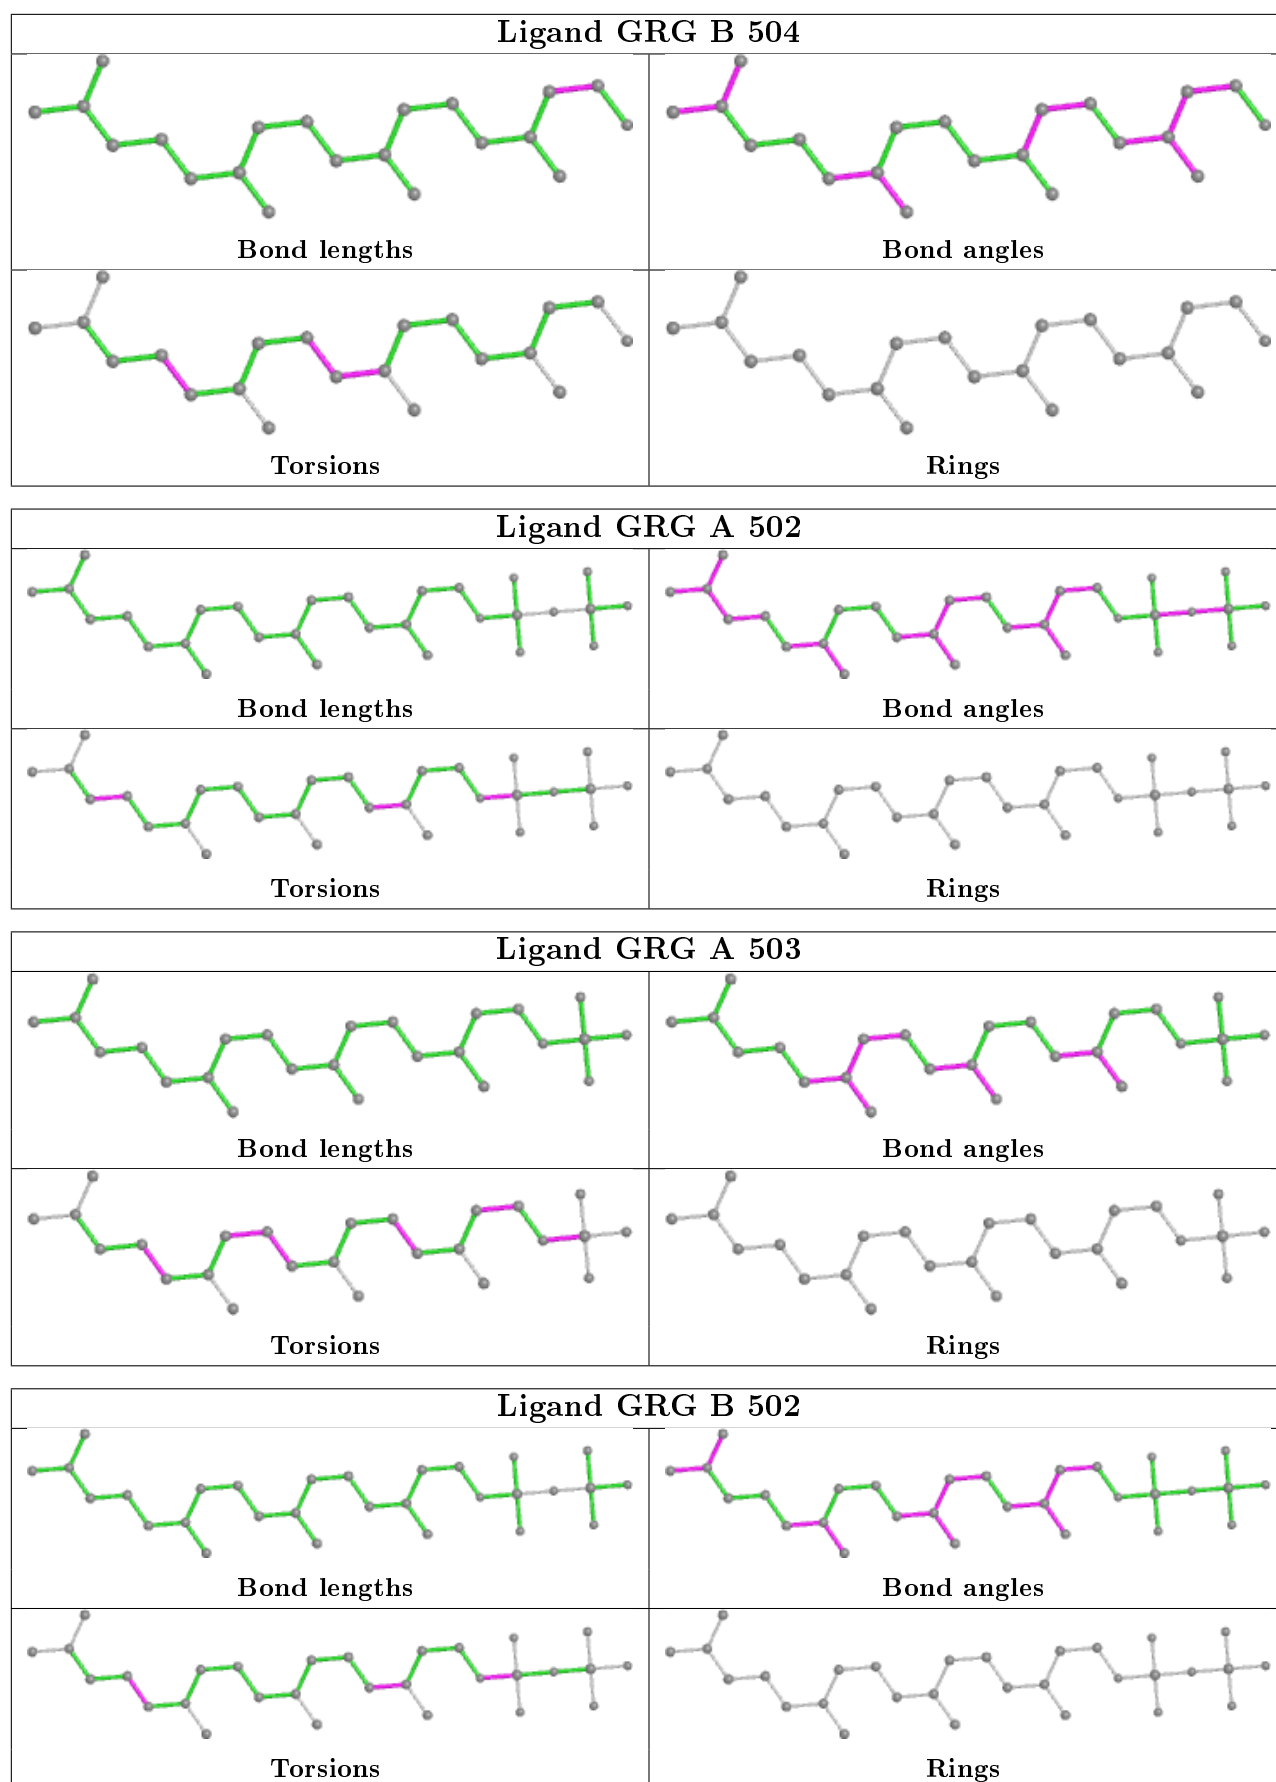 Ligand GRG B 504
Bond lengths
Bond angles
Torsions
Rings
Ligand GRG A 502
Bond lengths
Bond angles
Torsions
Rings
Ligand GRG A 503
Bond lengths
Bond angles
Torsions
Rings
Ligand GRG B 502
Bond lengths
Bond angles
Torsions
Rings